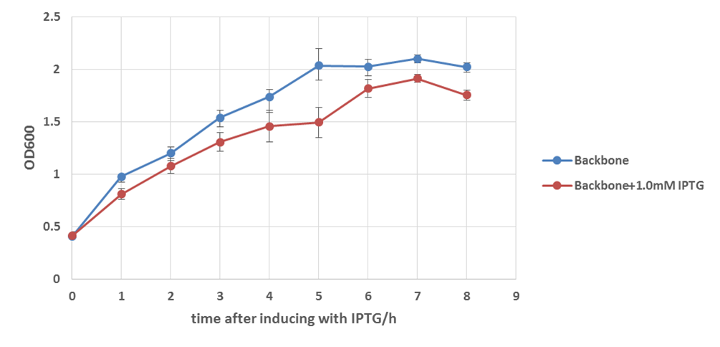 2.5
2
1.5
1
0.5
0
OD600
0 1 2 3 4 5 6 7 8 9
time after inducing with IPTG/h
Backbone
Backbone+1.0mM IPTG